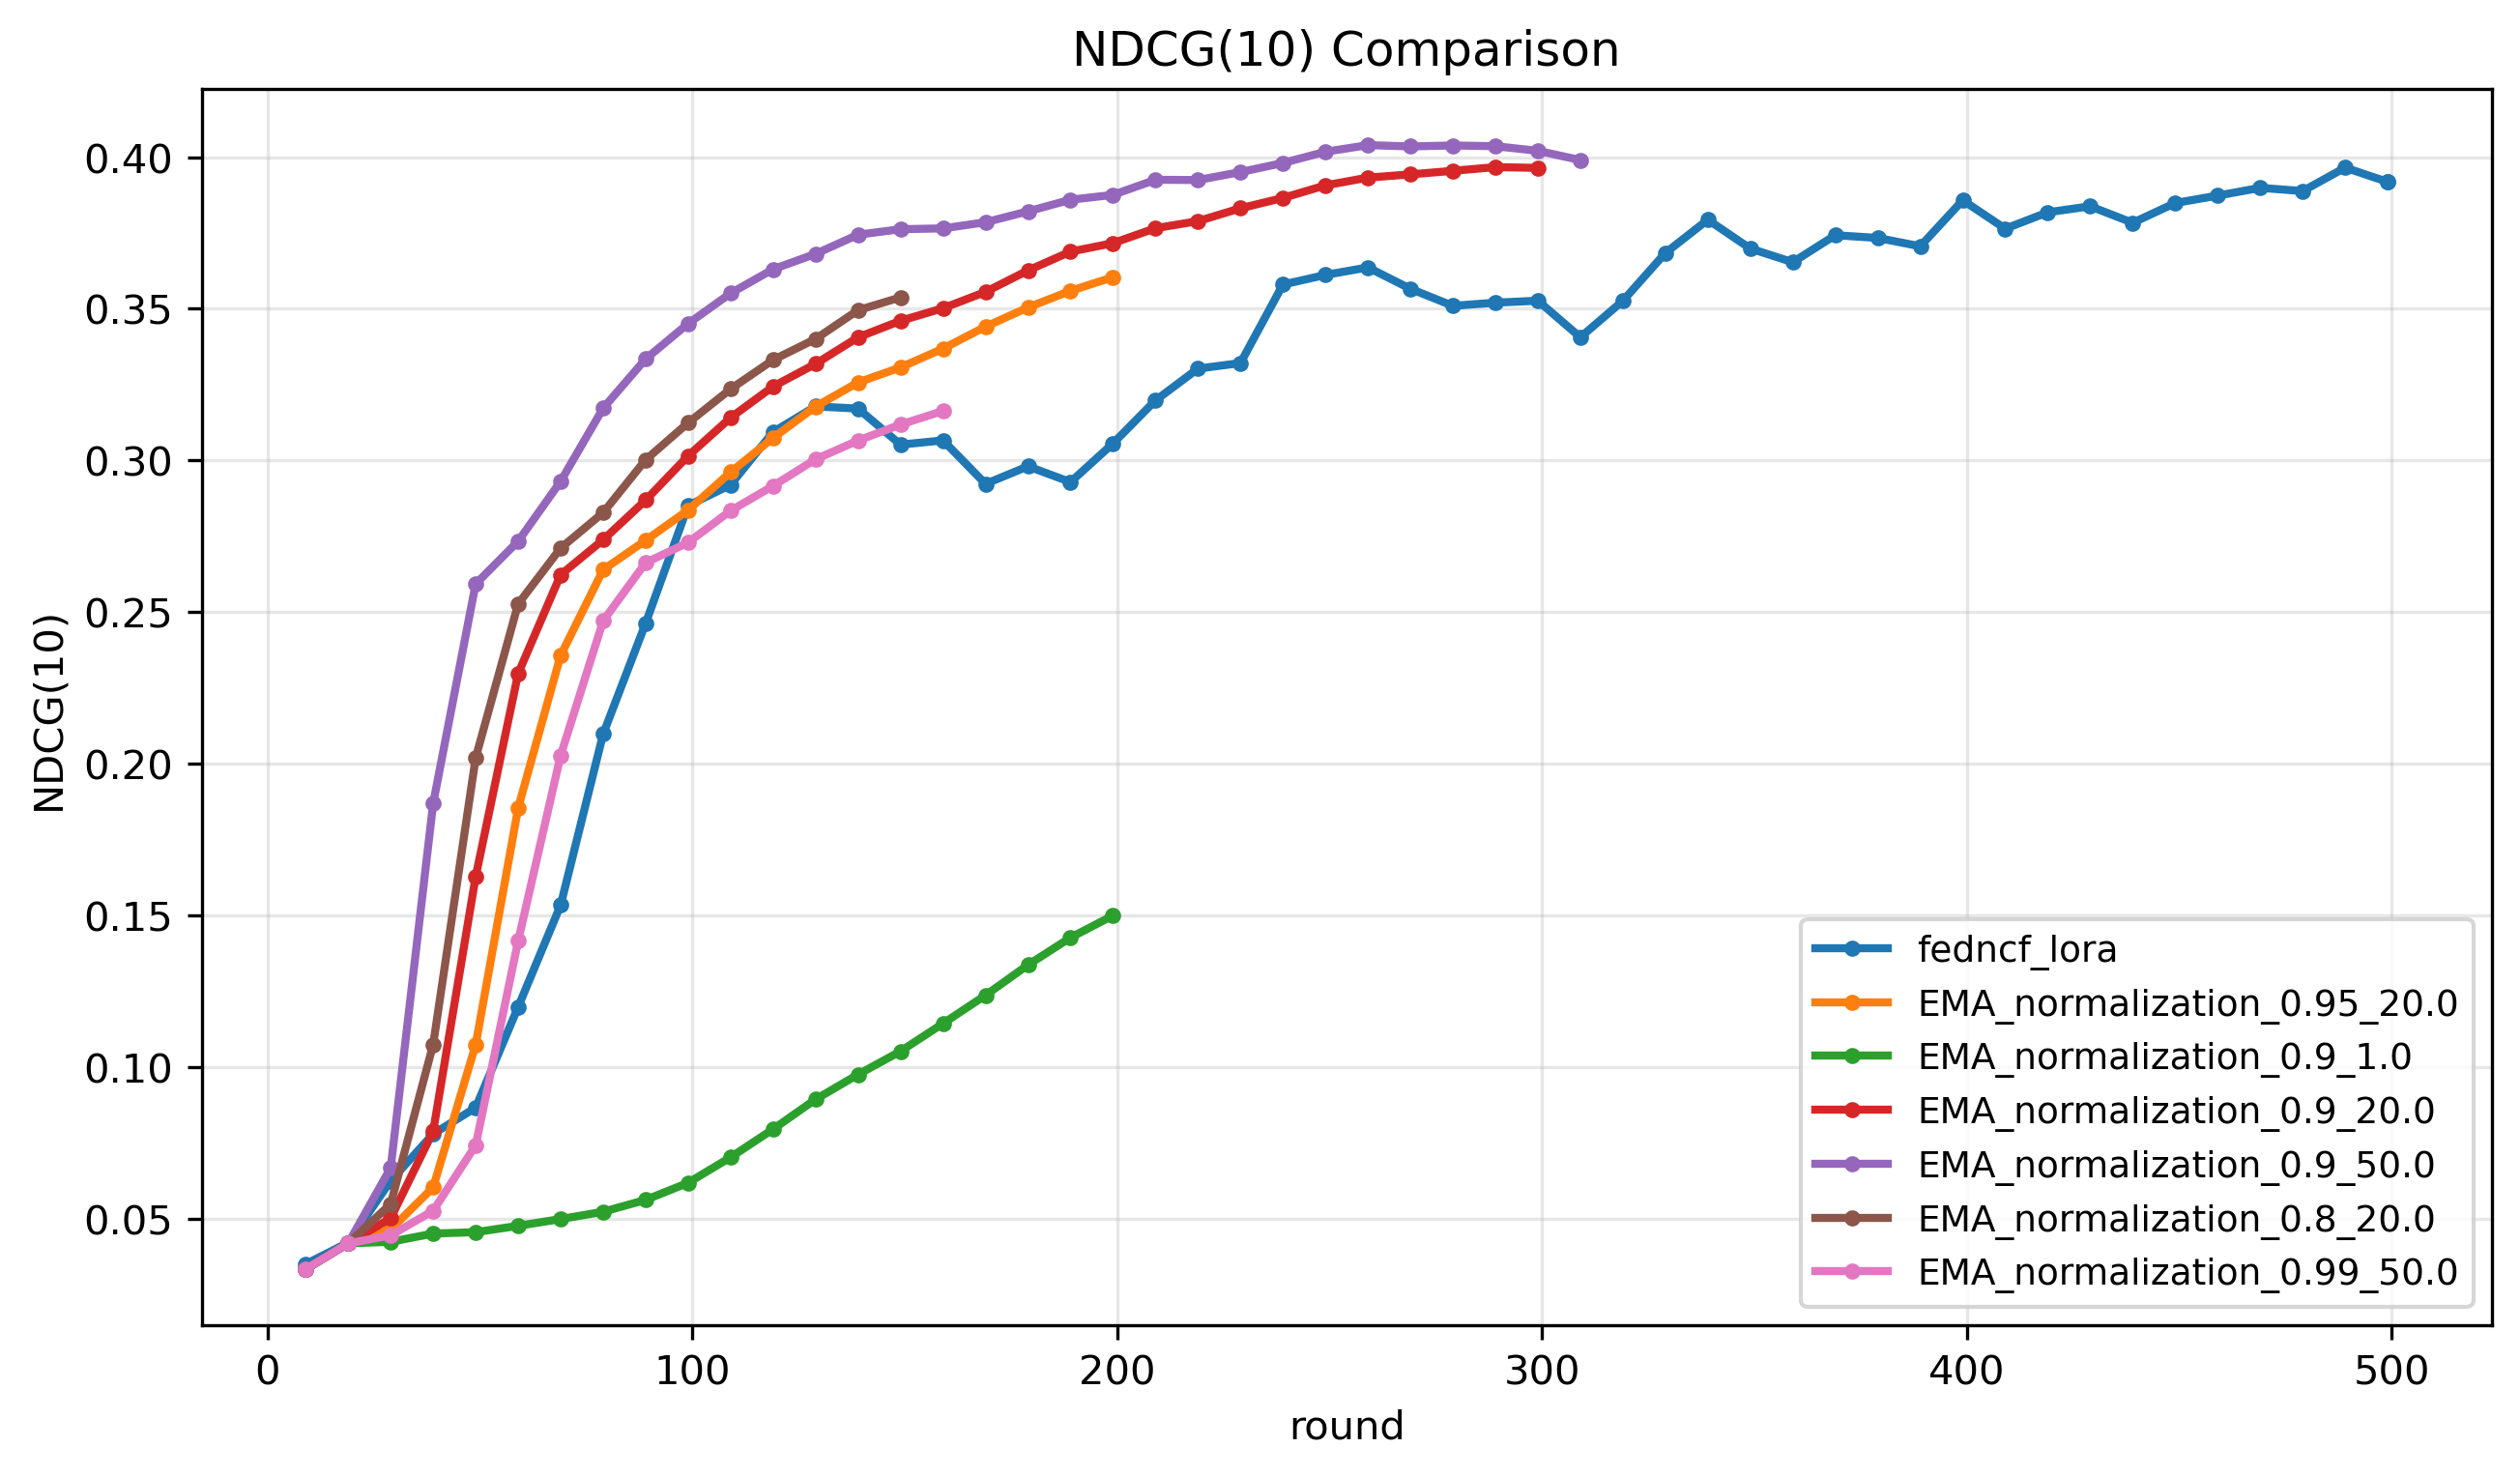 NDCG(10) Comparison
NDCG(10)
0.40
0.35
0.30
0.25
0.20
0.15
0.10
0.05
0
100
200
300
400
500
round
fedncf_lora
EMA_normalization_0.95_20.0
EMA_normalization_0.9_1.0
EMA_normalization_0.9_20.0
EMA_normalization_0.9_50.0
EMA_normalization_0.8_20.0
EMA_normalization_0.99_50.0